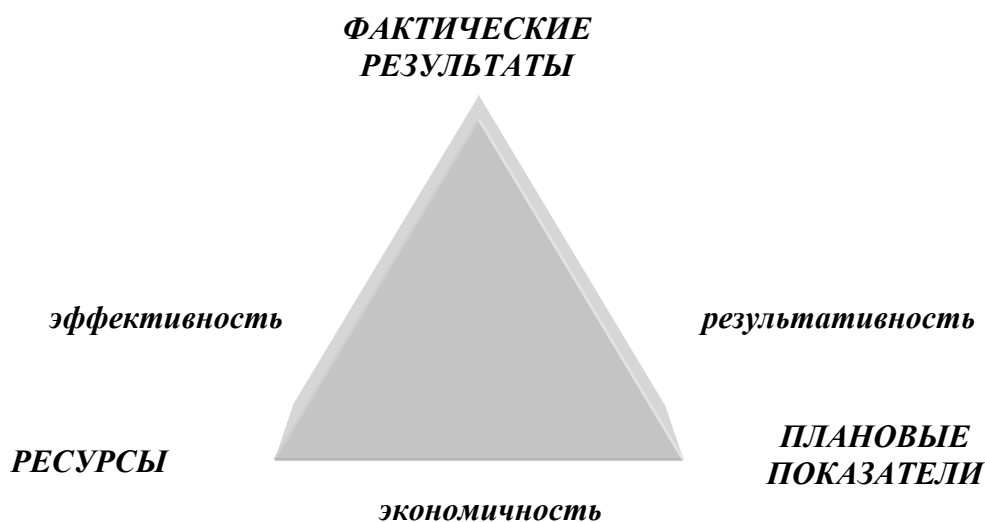 ФАКТИЧЕСКИЕ
РЕЗУЛЬТАТЫ
эффективность
результативность
РЕСУРСЫ
ПЛАНОВЫЕ
ПОКАЗАТЕЛИ
экономичность